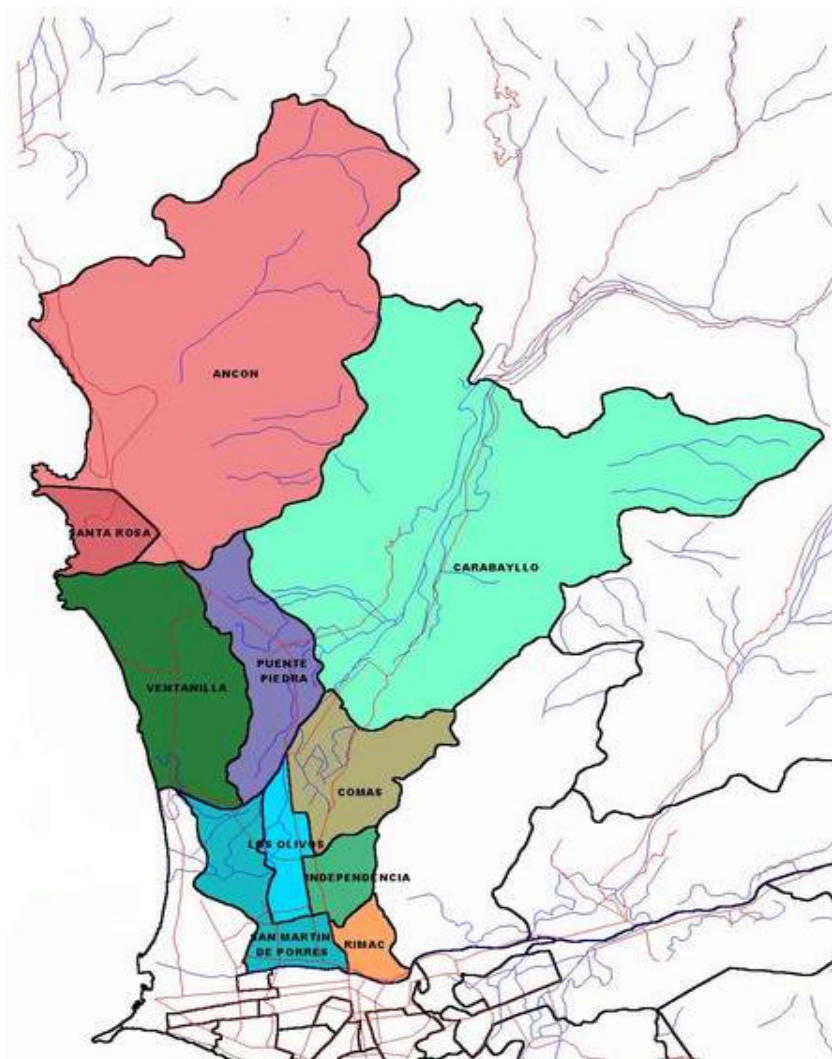 ANCON
SANTA ROSA
CARABAYLLO
PUENTE
PIEDRA
VENTANILLA
COMAS
LOS OLIVOS
INDEPENDENCIA
SAN MARTIN
DE PORRES
RIMAC